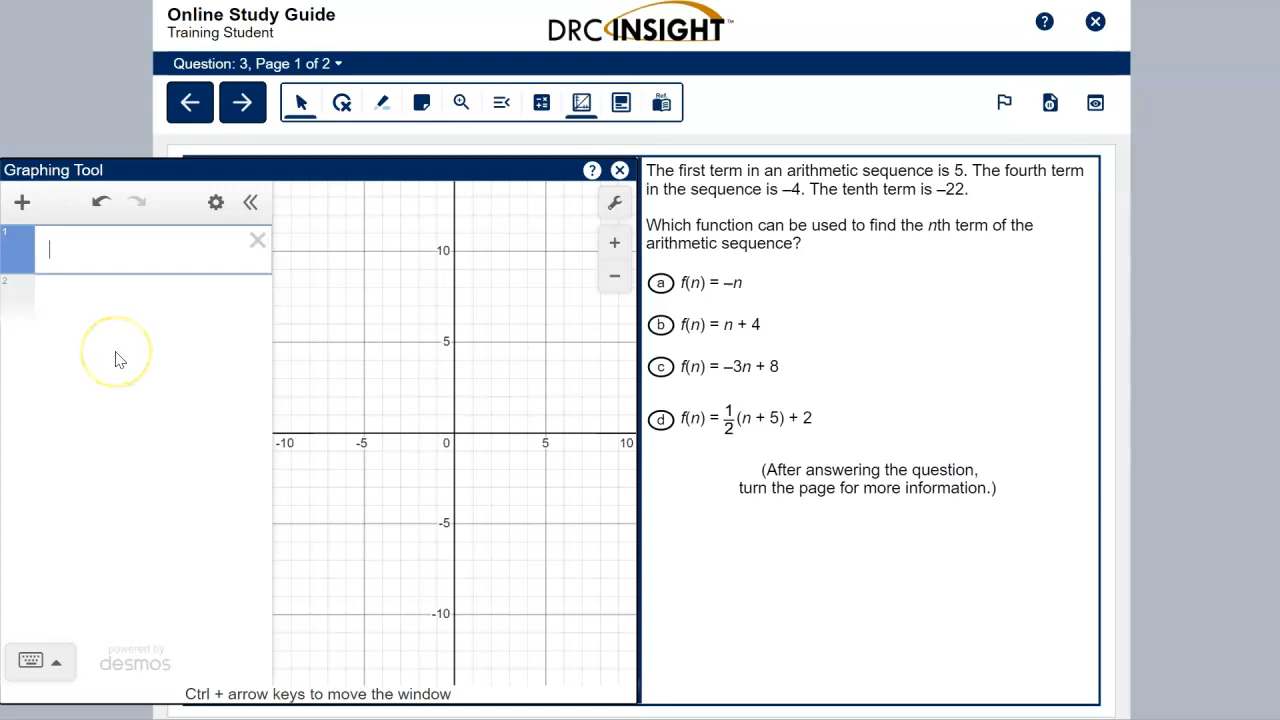 Online Study Guide
Training Student
DRC INSIGHT™
?
Question: 3, Page 1 of 2
Ref.
Graphing Tool
?
1
2
10
5
-10 -5 0 5 10
-5
-10
powered by
desmos
Ctrl + arrow keys to move the window
The first term in an arithmetic sequence is 5. The fourth term
in the sequence is –4. The tenth term is –22.
Which function can be used to find the nth term of the
arithmetic sequence?
a f(n) = –n
b f(n) = n + 4
c f(n) = –3n + 8
d f(n) = 1/2(n + 5) + 2
(After answering the question,
turn the page for more information.)